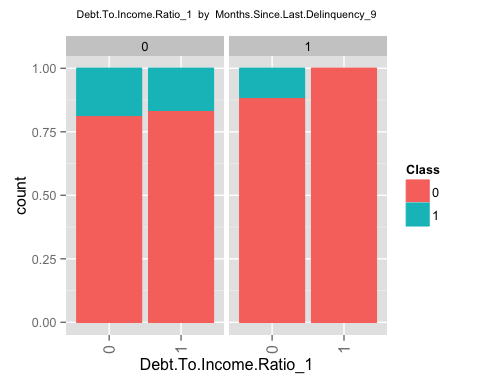 Debt.To.Income.Ratio_1 by Months.Since.Last.Delinquency_9
0 1
1.00
0.75
0.50
0.25
0.00
count
0 1 0 1
Debt.To.Income.Ratio_1
Class
0
1